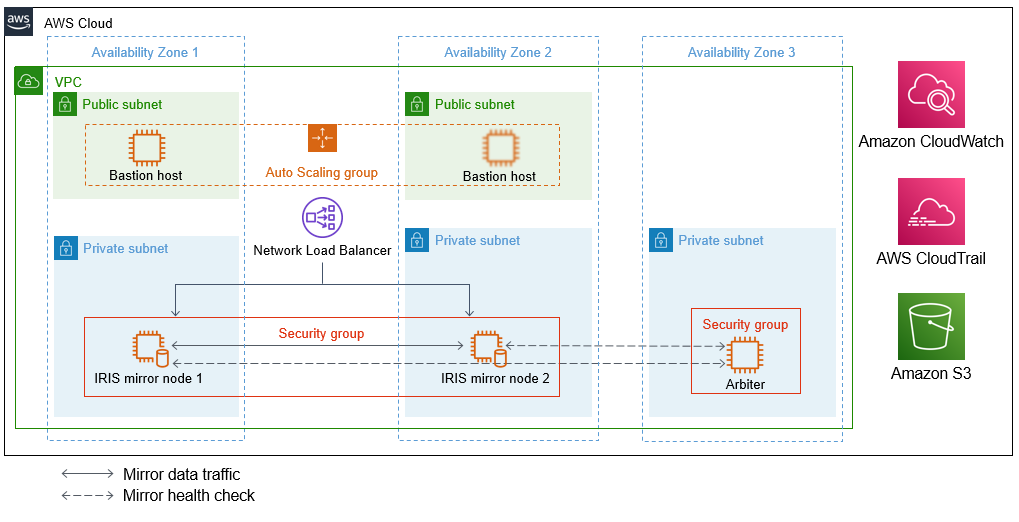 aws
AWS Cloud
Availability Zone 1
Availability Zone 2
Availability Zone 3
VPC
Public subnet
Public subnet
Bastion host
Auto Scaling group
Bastion host
Amazon CloudWatch
Network Load Balancer
Private subnet
Private subnet
Private subnet
AWS CloudTrail
Security group
Security group
IRIS mirror node 1
IRIS mirror node 2
Arbiter
Amazon S3
Mirror data traffic
Mirror health check